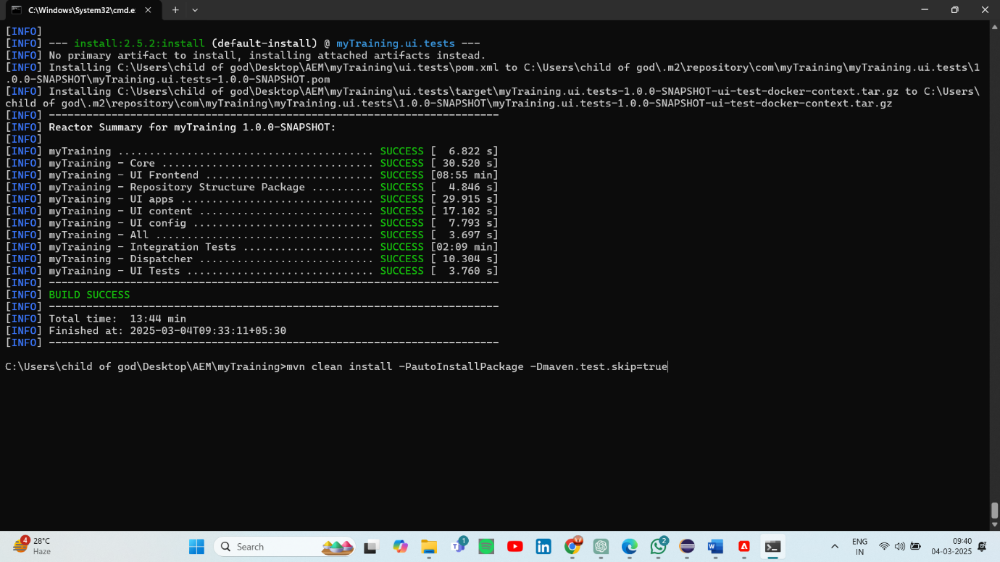 C:\Windows\System32\cmd.e
[INFO]
[INFO] --- install:2.5.2:install (default-install) @ myTraining.ui.tests ---
[INFO] No primary artifact to install, installing attached artifacts instead.
[INFO] Installing C:\Users\child of god\Desktop\AEM\myTraining\ui.tests\pom.xml to C:\Users\child of god\.m2\repository\com\myTraining\myTraining.ui.tests\1
.0.0-SNAPSHOT\myTraining.ui.tests-1.0.0-SNAPSHOT.pom
[INFO] Installing C:\Users\child of god\Desktop\AEM\myTraining\ui.tests\target\myTraining.ui.tests-1.0.0-SNAPSHOT-ui-test-docker-context.tar.gz to C:\Users\
child of god\.m2\repository\com\myTraining\myTraining.ui.tests\1.0.0-SNAPSHOT\myTraining.ui.tests-1.0.0-SNAPSHOT-ui-test-docker-context.tar.gz
[INFO] ------------------------------------------------------------------------
[INFO] Reactor Summary for myTraining 1.0.0-SNAPSHOT:
[INFO]
[INFO] myTraining ......................................... SUCCESS [  6.822 s]
[INFO] myTraining - Core .................................. SUCCESS [ 30.520 s]
[INFO] myTraining - UI Frontend ........................... SUCCESS [08:55 min]
[INFO] myTraining - Repository Structure Package .......... SUCCESS [  4.846 s]
[INFO] myTraining - UI apps ............................... SUCCESS [ 29.915 s]
[INFO] myTraining - UI content ............................ SUCCESS [ 17.102 s]
[INFO] myTraining - UI config ............................. SUCCESS [  7.793 s]
[INFO] myTraining - All ................................... SUCCESS [  3.697 s]
[INFO] myTraining - Integration Tests ..................... SUCCESS [02:09 min]
[INFO] myTraining - Dispatcher ............................ SUCCESS [ 10.304 s]
[INFO] myTraining - UI Tests .............................. SUCCESS [  3.760 s]
[INFO] ------------------------------------------------------------------------
[INFO] BUILD SUCCESS
[INFO] ------------------------------------------------------------------------
[INFO] Total time:  13:44 min
[INFO] Finished at: 2025-03-04T09:33:11+05:30
[INFO] ------------------------------------------------------------------------
C:\Users\child of god\Desktop\AEM\myTraining>mvn clean install -PautoInstallPackage -Dmaven.test.skip=true
4
28°C
Haze
Search
1
2
ENG
IN
09:40
04-03-2025